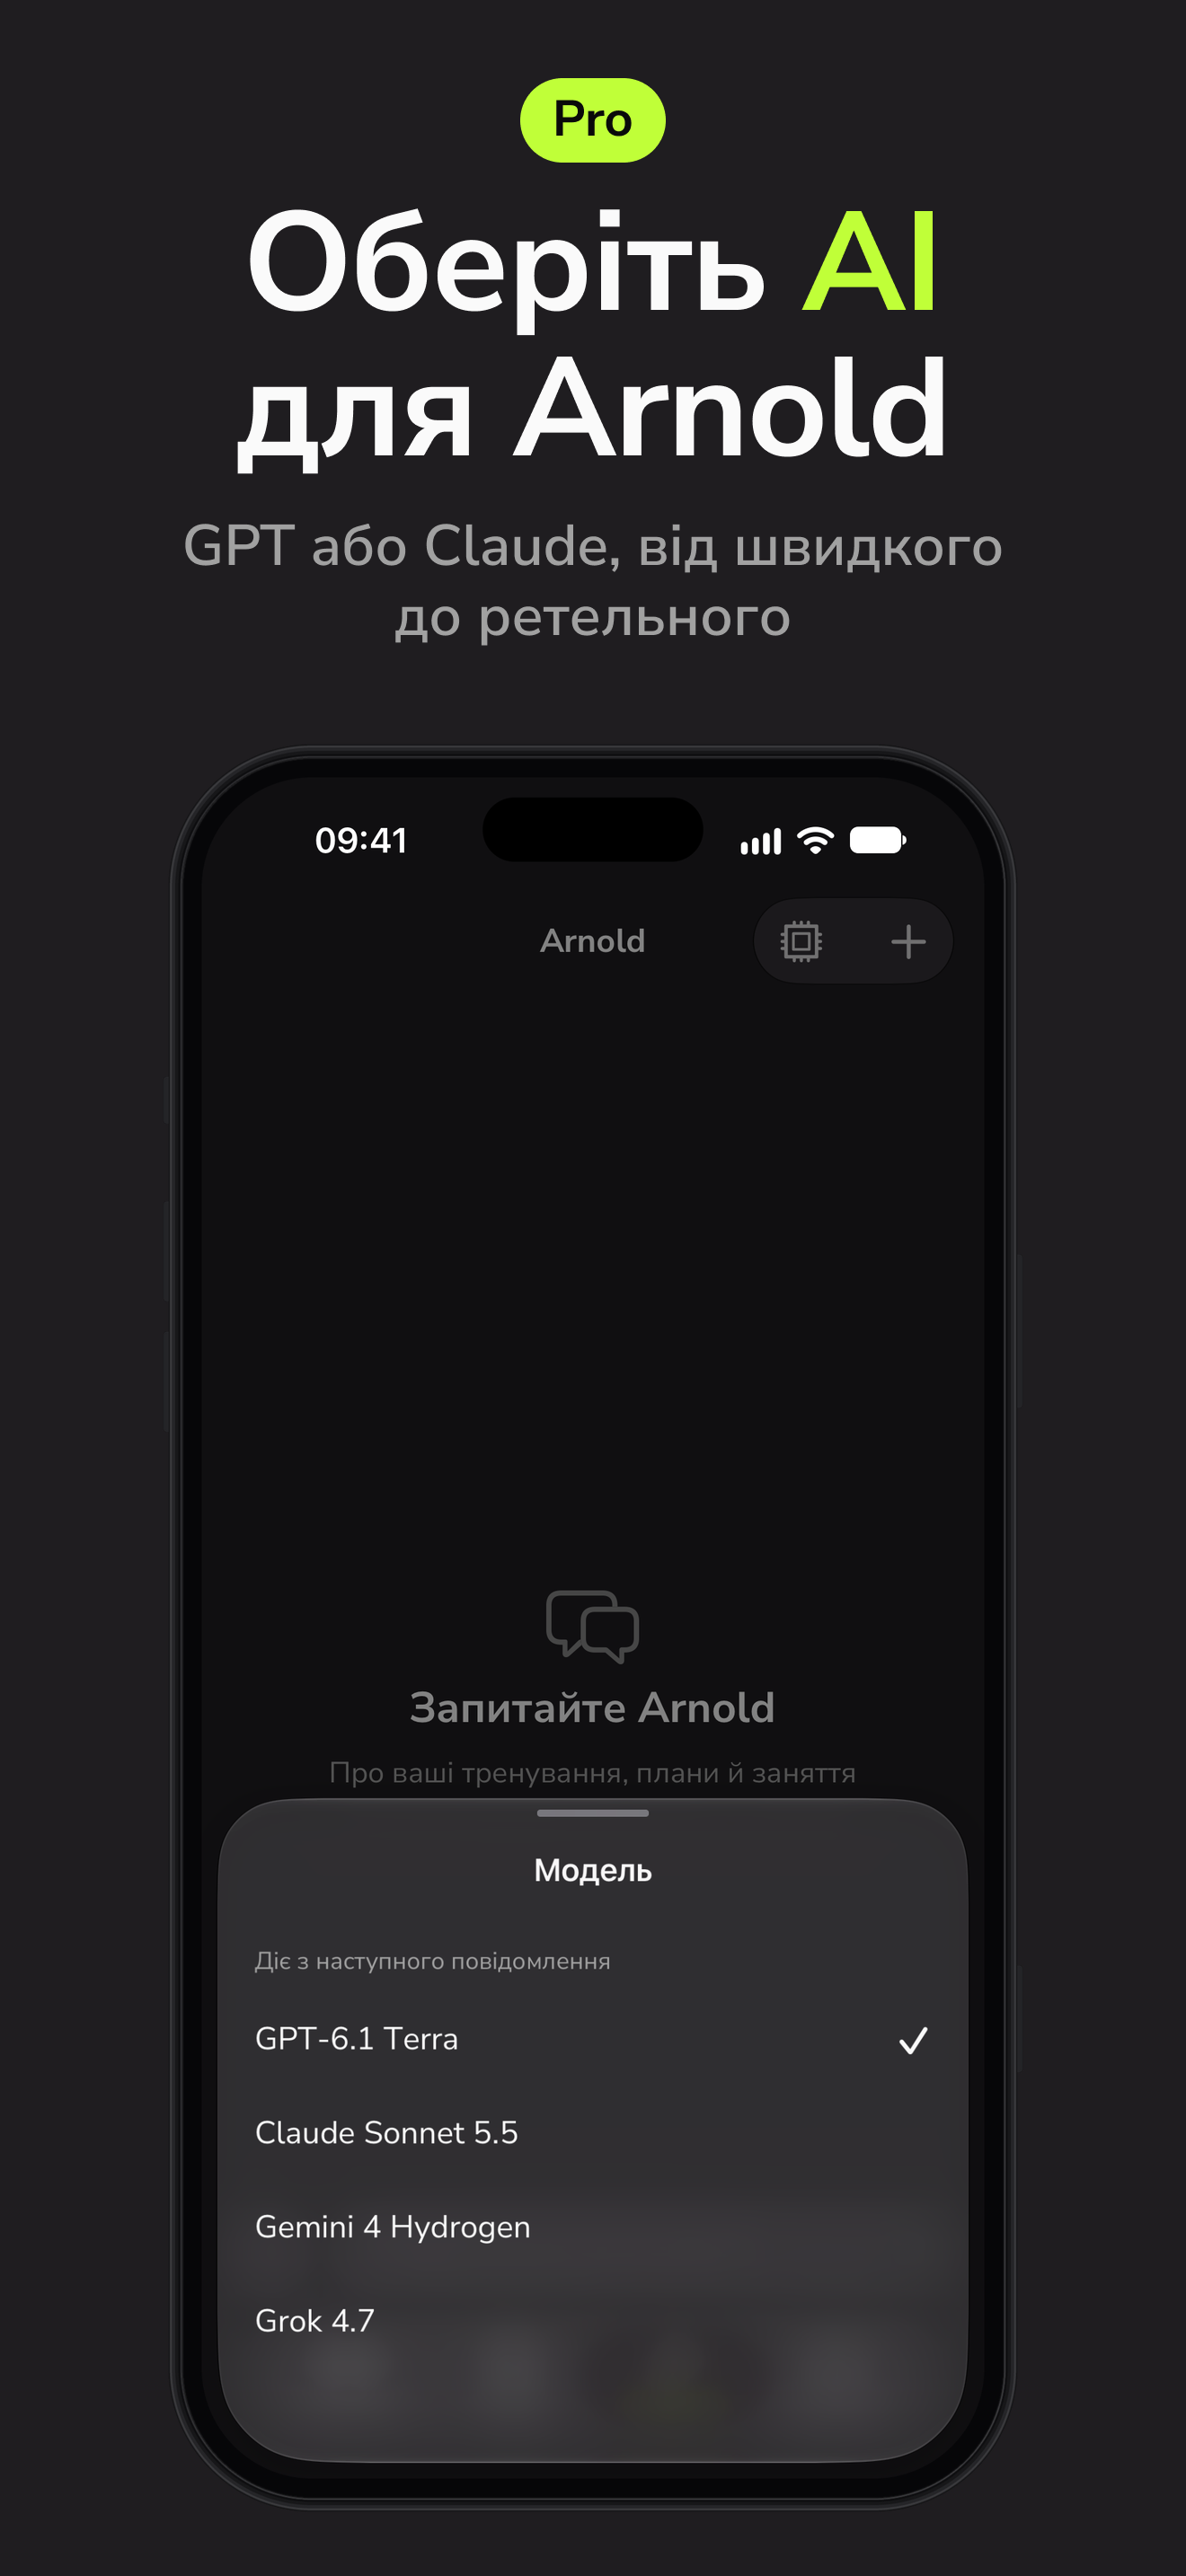 Pro
Оберіть AI
для Arnold
GPT або Claude, від швидкого
до ретельного
09:41
Arnold
Запитайте Arnold
Про ваші тренування, плани й заняття
Модель
Діє з наступного повідомлення
GPT-6.1 Terra
Claude Sonnet 5.5
Gemini 4 Hydrogen
Grok 4.7